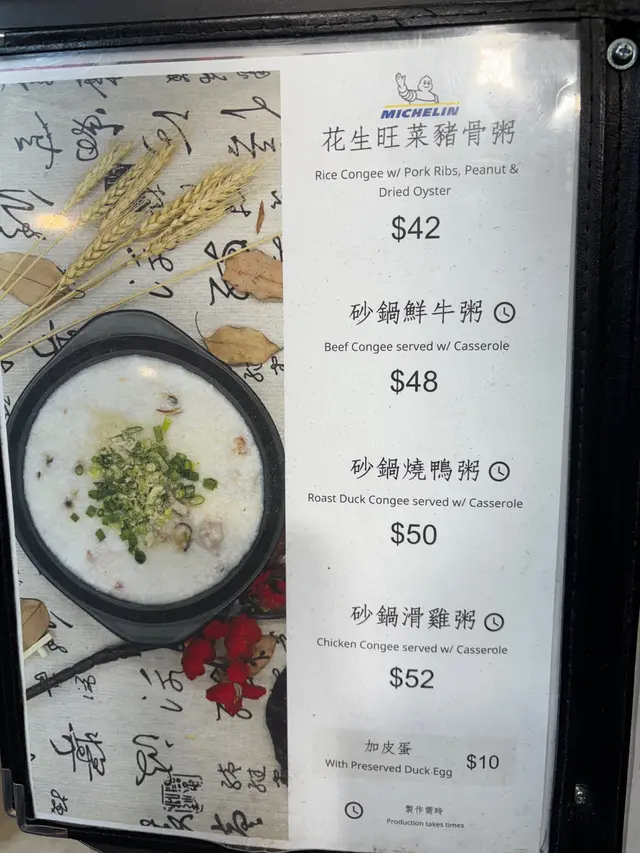 MICHELIN
花生旺菜豬骨粥
Rice Congee w/ Pork Ribs, Peanut &
Dried Oyster
$42
砂鍋鮮牛粥
Beef Congee served w/ Casserole
$48
砂鍋燒鴨粥
Roast Duck Congee served w/ Casserole
$50
砂鍋滑雞粥
Chicken Congee served w/ Casserole
$52
加皮蛋
With Preserved Duck Egg $10
製作需時
Production takes times